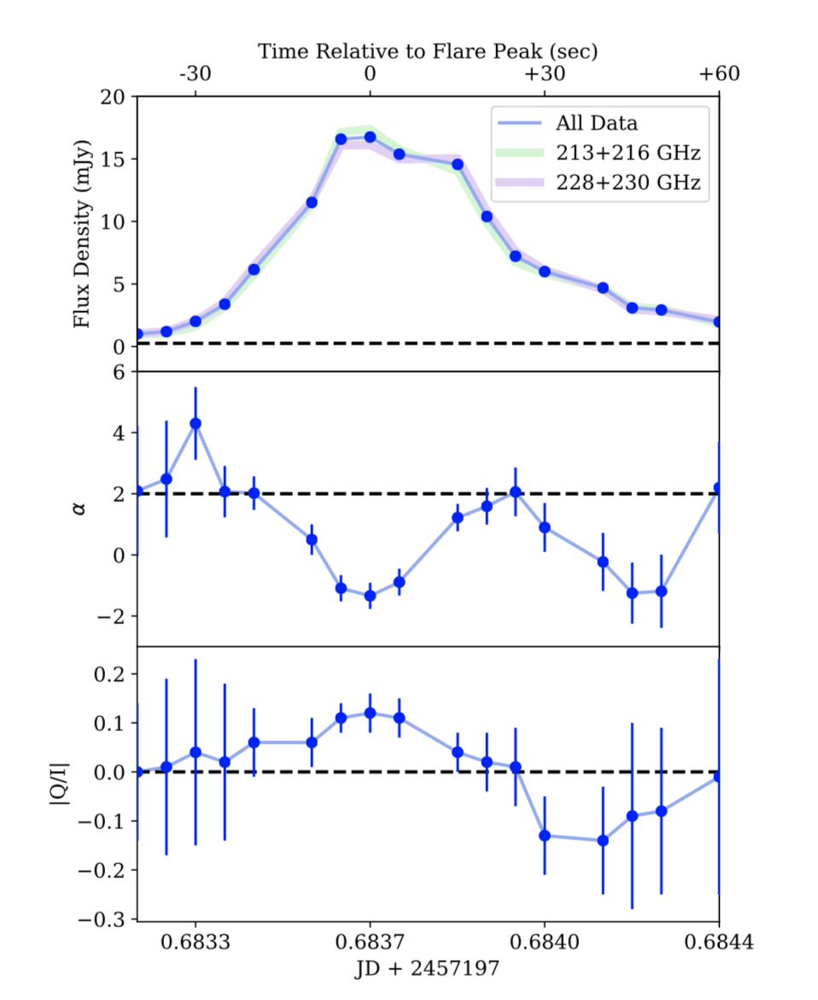 Time Relative to Flare Peak (sec)
-30 0 +30 +60
20
15
10
5
0
Flux Density (mJy)
All Data
213+216 GHz
228+230 GHz
6
4
2
0
−2
α
0.2
0.1
0.0
−0.1
−0.2
−0.3
|Q/I|
0.6833 0.6837 0.6840 0.6844
JD + 2457197